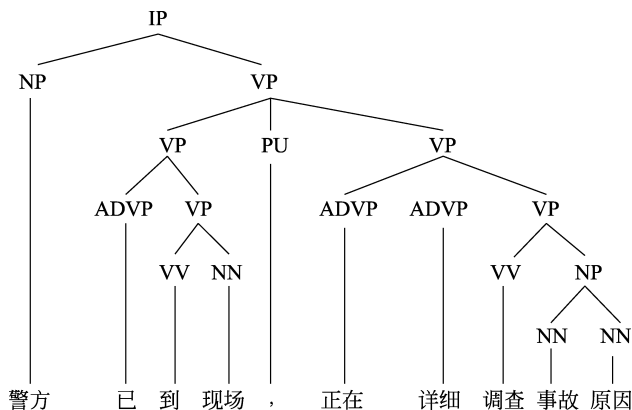 IP
NP VP
VP PU VP
ADVP VP ADVP ADVP VP
VV NN VV NP
NN NN
警方 已 到 现场 , 正在 详细 调查 事故 原因